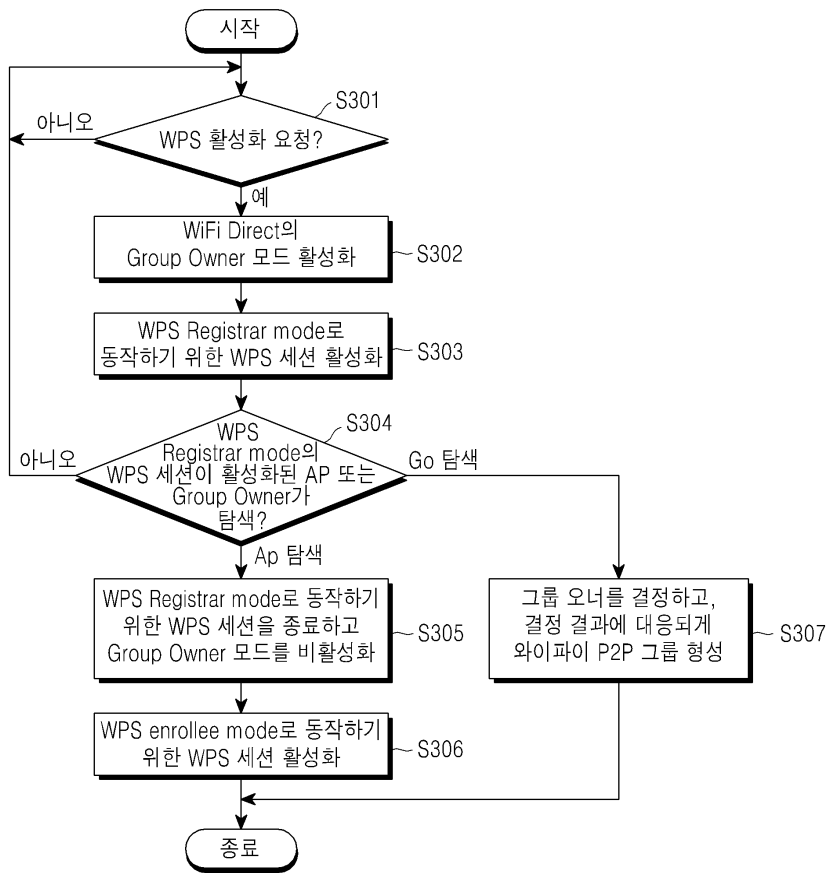 시작
S301
아니오
WPS 활성화 요청?
예
WiFi Direct의
Group Owner 모드 활성화
S302
WPS Registrar mode로
동작하기 위한 WPS 세션 활성화
S303
S304
WPS
Registrar mode의
WPS 세션이 활성화된 AP 또는
Group Owner가
탐색?
아니오
Go 탐색
Ap 탐색
WPS Registrar mode로 동작하기
위한 WPS 세션을 종료하고
Group Owner 모드를 비활성화
S305
그룹 오너를 결정하고,
결정 결과에 대응되게
와이파이 P2P 그룹 형성
S307
WPS enrollee mode로 동작하기
위한 WPS 세션 활성화
S306
종료